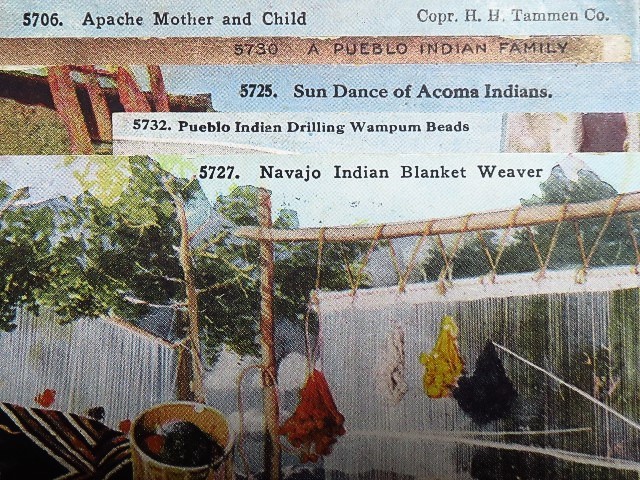 5706. Apache Mother and Child Copr. H. H. Tammen Co.
5730 A PUEBLO INDIAN FAMILY
5725. Sun Dance of Acoma Indians.
5732. Pueblo Indien Drilling Wampum Beads
5727. Navajo Indian Blanket Weaver